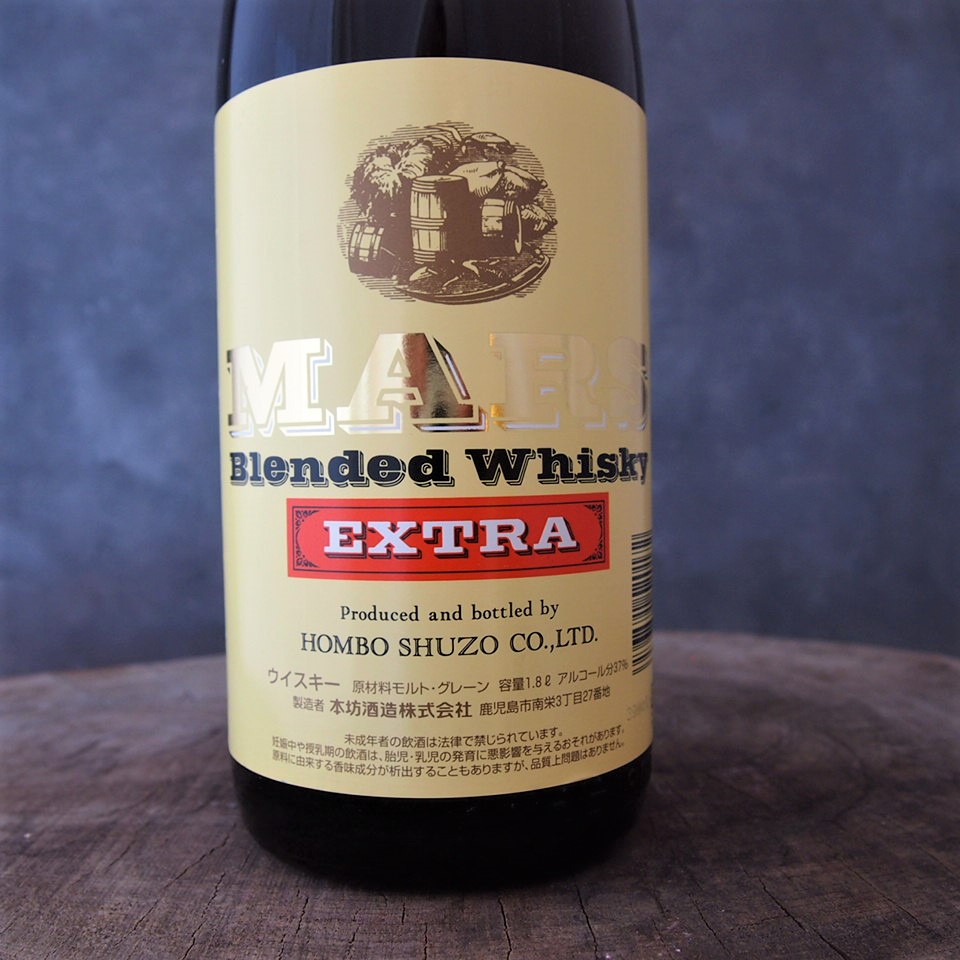 MARS
Blended Whisky
EXTRA
Produced and bottled by
HOMBO SHUZO CO.,LTD.
ウイスキー 原材料モルト・グレーン 容量1.8ℓ アルコール分37%
製造者 本坊酒造株式会社 鹿児島市南栄3丁目27番地
未成年者の飲酒は法律で禁じられています。
妊娠中や授乳期の飲酒は、胎児・乳児の発育に悪影響を与えるおそれがあります。
原料に由来する香味成分が析出することもありますが、品質上問題はありません。